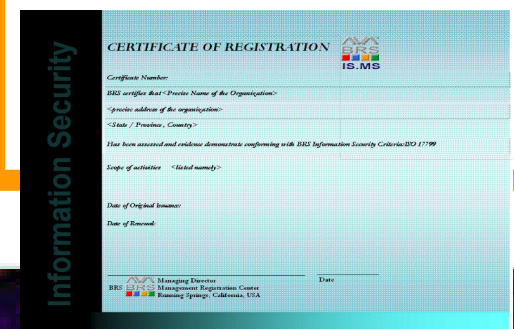 Information Security
CERTIFICATE OF REGISTRATION
BRS
IS.MS
Certificate Number:
BRS certifies that <Precise Name of the Organization>
<precise address of the organization>
<State / Province , Country>
Has been assessed and evidence demonstrate conforming with BRS Information Security Criteria:ISO 17799
Scope of activities <listed namely>
Date of Original Issuance:
Date of Renewal:
Managing Director
BRS BRS Management Registration Center
Running Springs, California, USA
Date